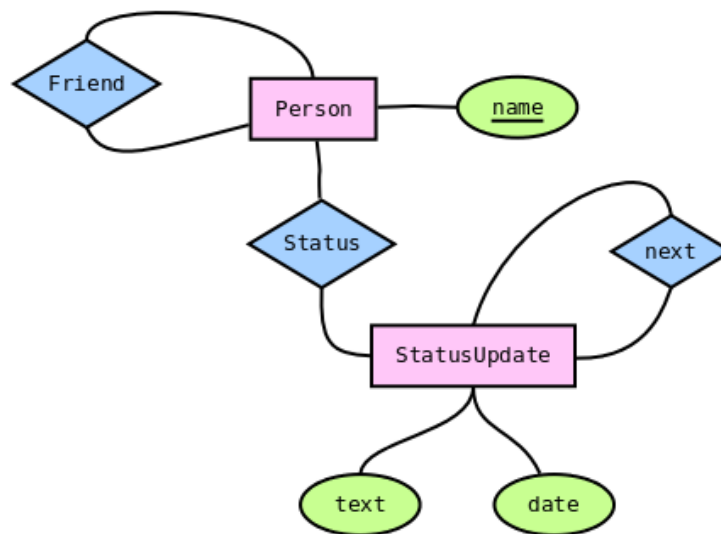 Friend
Person
name
Status
next
StatusUpdate
text
date